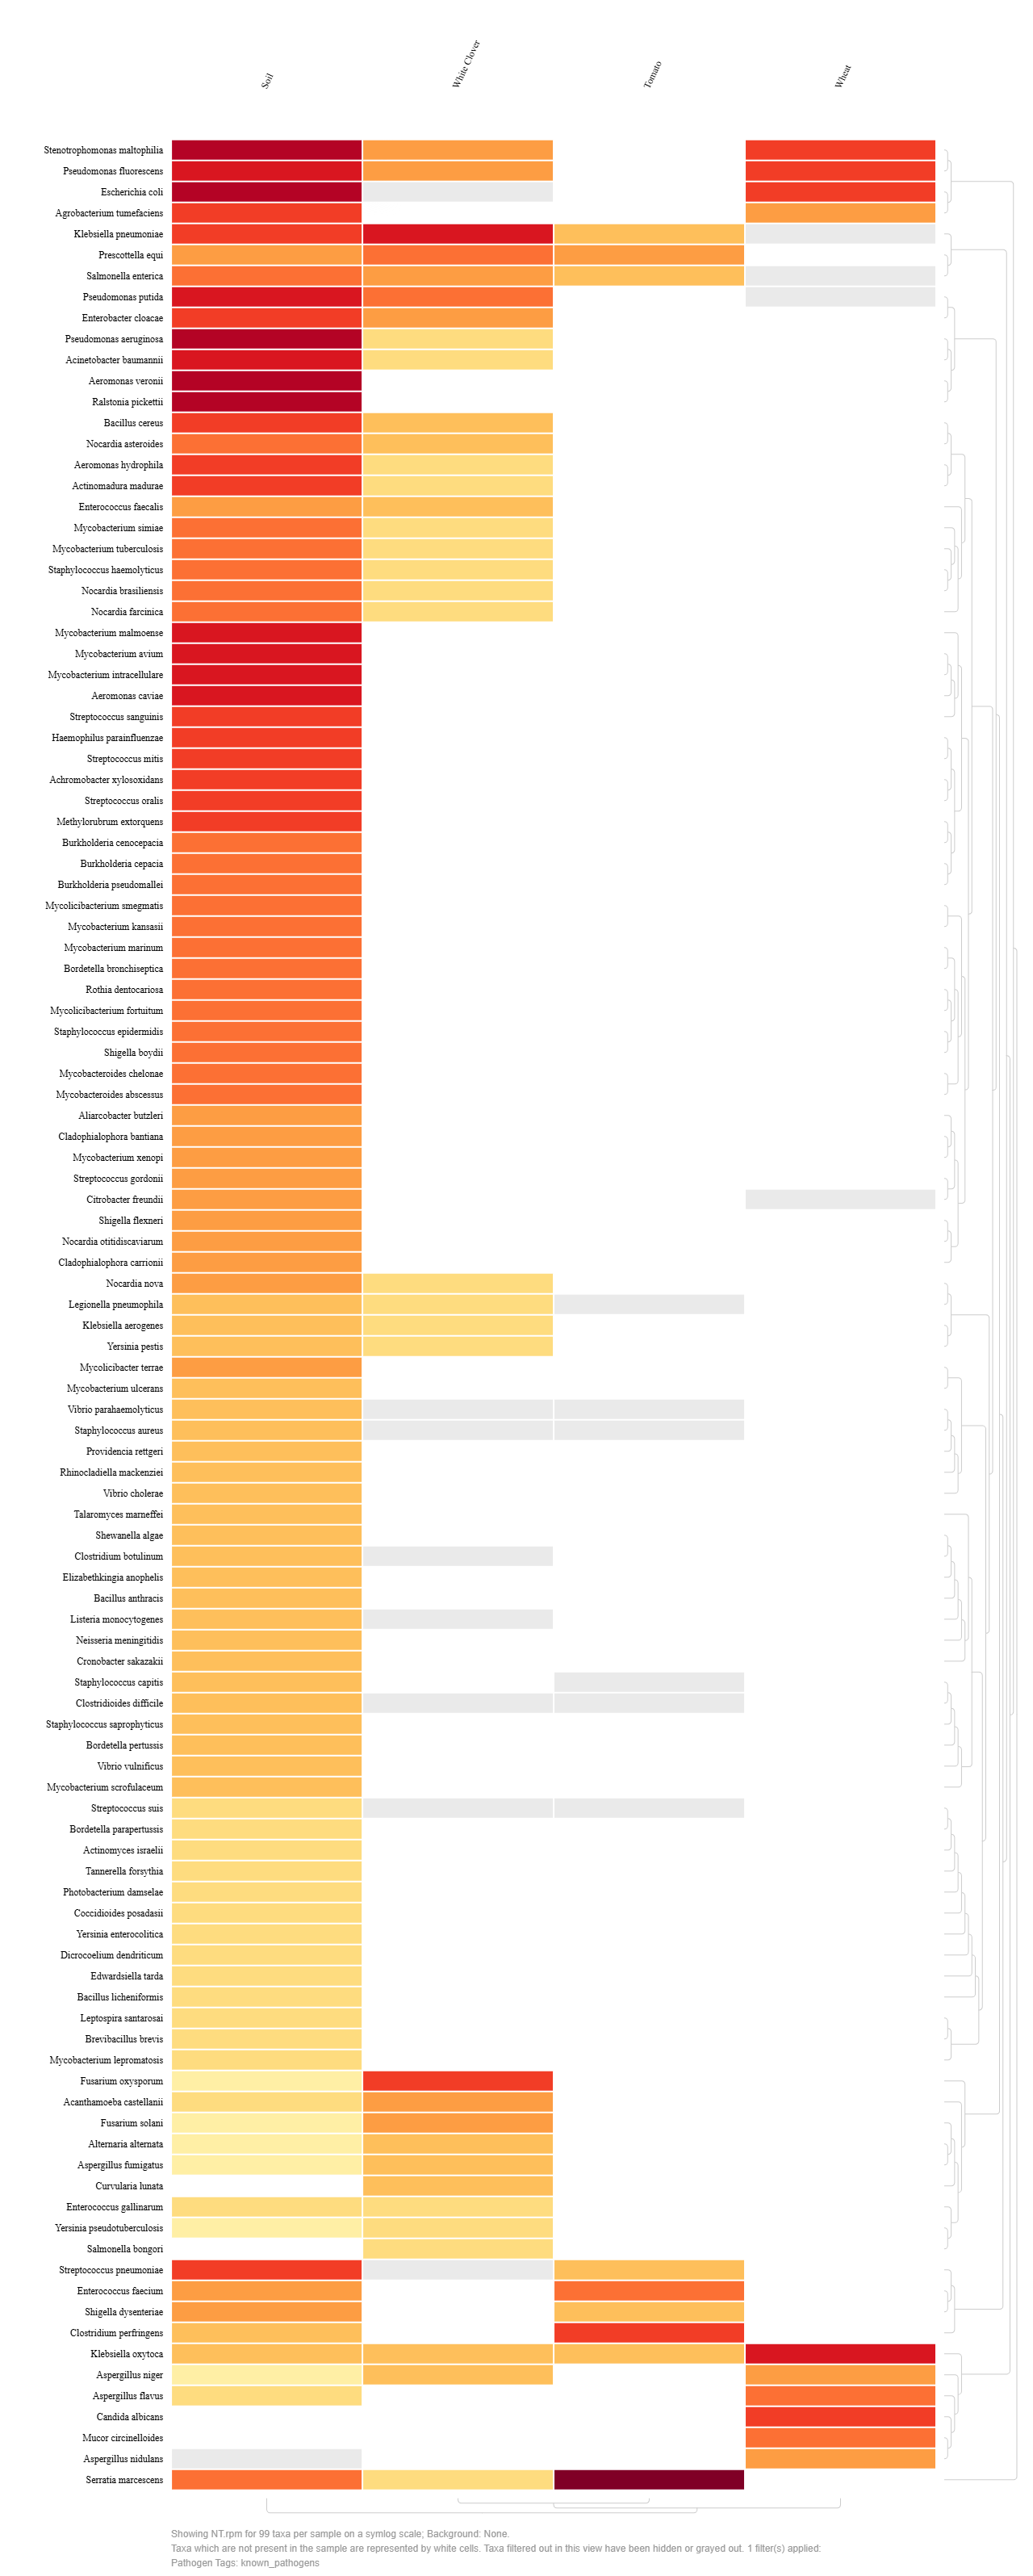 Soil
White Clover
Tomato
Wheat
Stenotrophomonas maltophilia
Pseudomonas fluorescens
Escherichia coli
Agrobacterium tumefaciens
Klebsiella pneumoniae
Prescottella equi
Salmonella enterica
Pseudomonas putida
Enterobacter cloacae
Pseudomonas aeruginosa
Acinetobacter baumannii
Aeromonas veronii
Ralstonia pickettii
Bacillus cereus
Nocardia asteroides
Aeromonas hydrophila
Actinomadura madurae
Enterococcus faecalis
Mycobacterium simiae
Mycobacterium tuberculosis
Staphylococcus haemolyticus
Nocardia brasiliensis
Nocardia farcinica
Mycobacterium malmoense
Mycobacterium avium
Mycobacterium intracellulare
Aeromonas caviae
Streptococcus sanguinis
Haemophilus parainfluenzae
Streptococcus mitis
Achromobacter xylosoxidans
Streptococcus oralis
Methylorubrum extorquens
Burkholderia cenocepacia
Burkholderia cepacia
Burkholderia pseudomallei
Mycolicibacterium smegmatis
Mycobacterium kansasii
Mycobacterium marinum
Bordetella bronchiseptica
Rothia dentocariosa
Mycolicibacterium fortuitum
Staphylococcus epidermidis
Shigella boydii
Mycobacteroides chelonae
Mycobacteroides abscessus
Aliarcobacter butzleri
Cladophialophora bantiana
Mycobacterium xenopi
Streptococcus gordonii
Citrobacter freundii
Shigella flexneri
Nocardia otitidiscaviarum
Cladophialophora carrionii
Nocardia nova
Legionella pneumophila
Klebsiella aerogenes
Yersinia pestis
Mycolicibacter terrae
Mycobacterium ulcerans
Vibrio parahaemolyticus
Staphylococcus aureus
Providencia rettgeri
Rhinocladiella mackenziei
Vibrio cholerae
Talaromyces marneffei
Shewanella algae
Clostridium botulinum
Elizabethkingia anophelis
Bacillus anthracis
Listeria monocytogenes
Neisseria meningitidis
Cronobacter sakazakii
Staphylococcus capitis
Clostridioides difficile
Staphylococcus saprophyticus
Bordetella pertussis
Vibrio vulnificus
Mycobacterium scrofulaceum
Streptococcus suis
Bordetella parapertussis
Actinomyces israelii
Tannerella forsythia
Photobacterium damselae
Coccidioides posadasii
Yersinia enterocolitica
Dicrocoelium dendriticum
Edwardsiella tarda
Bacillus licheniformis
Leptospira santarosai
Brevibacillus brevis
Mycobacterium lepromatosis
Fusarium oxysporum
Acanthamoeba castellanii
Fusarium solani
Alternaria alternata
Aspergillus fumigatus
Curvularia lunata
Enterococcus gallinarum
Yersinia pseudotuberculosis
Salmonella bongori
Streptococcus pneumoniae
Enterococcus faecium
Shigella dysenteriae
Clostridium perfringens
Klebsiella oxytoca
Aspergillus niger
Aspergillus flavus
Candida albicans
Mucor circinelloides
Aspergillus nidulans
Serratia marcescens
Showing NT.rpm for 99 taxa per sample on a symlog scale; Background: None.
Taxa which are not present in the sample are represented by white cells. Taxa filtered out in this view have been hidden or grayed out. 1 filter(s) applied:
Pathogen Tags: known_pathogens